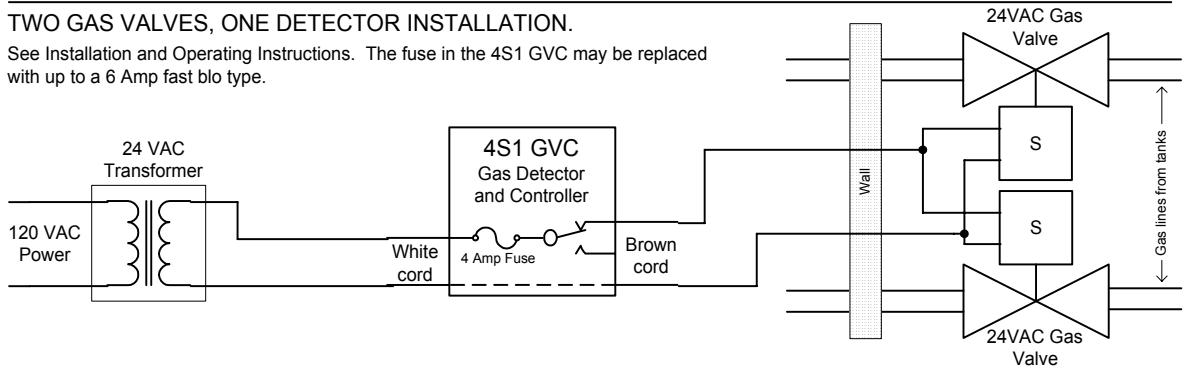 TWO GAS VALVES, ONE DETECTOR INSTALLATION.
See Installation and Operating Instructions. The fuse in the 4S1 GVC may be replaced
with up to a 6 Amp fast blo type.
24VAC Gas
Valve
24 VAC
Transformer
120 VAC
Power
4S1 GVC
Gas Detector
and Controller
White
cord
4 Amp Fuse
Brown
cord
Wall
S
S
Gas lines from tanks
24VAC Gas
Valve